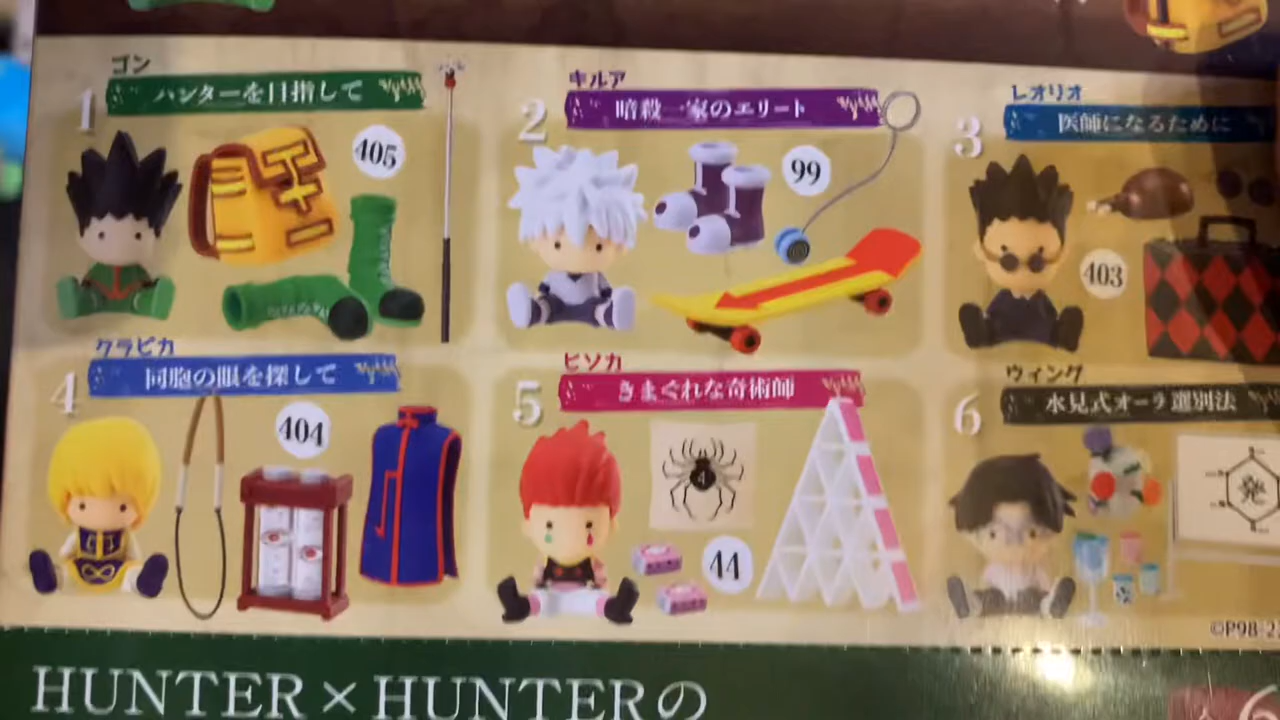 ゴン
1 ハンターを目指して
405
キルア
2 暗殺一家のエリート
99
レオリオ
3 医師になるために
403
クラピカ
4 同胞の眼を探して
404
ヒソカ
5 きまぐれな奇術師
4
44
ウィング
6 水見式オーラ選別法
©P98-2
HUNTER×HUNTERの
6